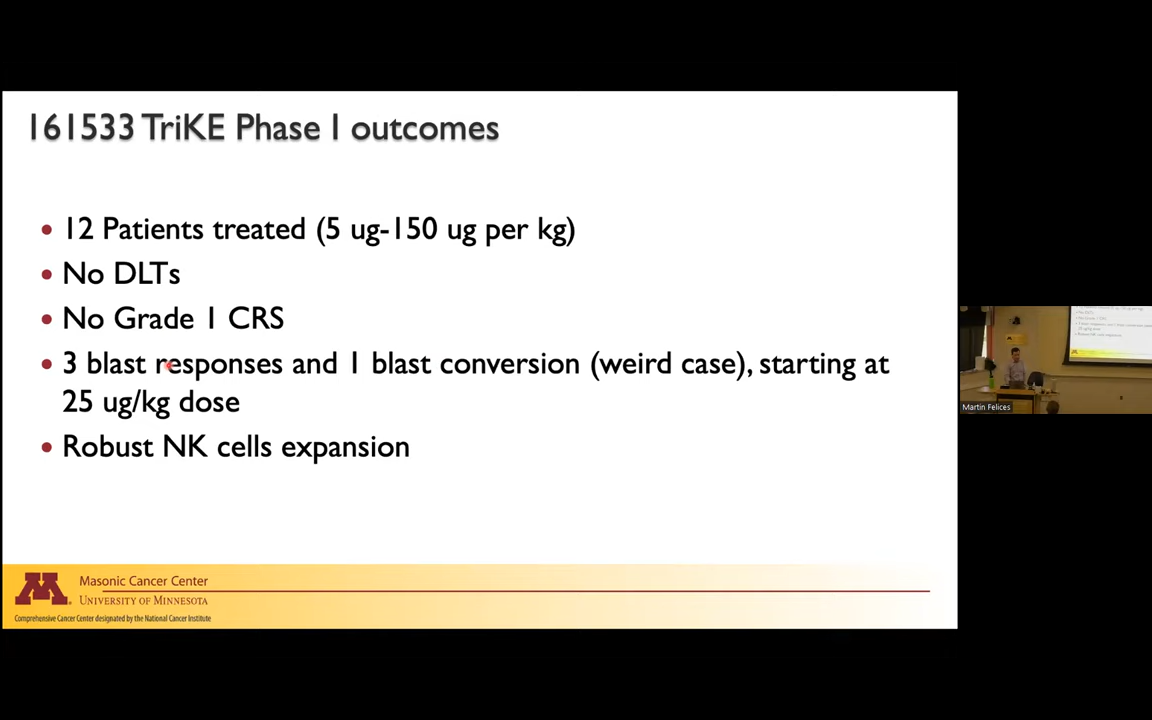 161533 TriKE Phase I outcomes
• 12 Patients treated (5 ug-150 ug per kg)
• No DLTs
• No Grade 1 CRS
• 3 blast responses and 1 blast conversion (weird case), starting at
25 ug/kg dose
• Robust NK cells expansion
Martin Felices
M
Masonic Cancer Center
UNIVERSITY OF MINNESOTA
Comprehensive Cancer Center designated by the National Cancer Institute